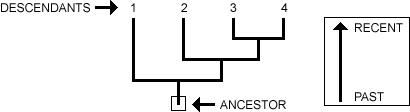 DESCENDANTS 1 2 3 4
RECENT
PAST
ANCESTOR